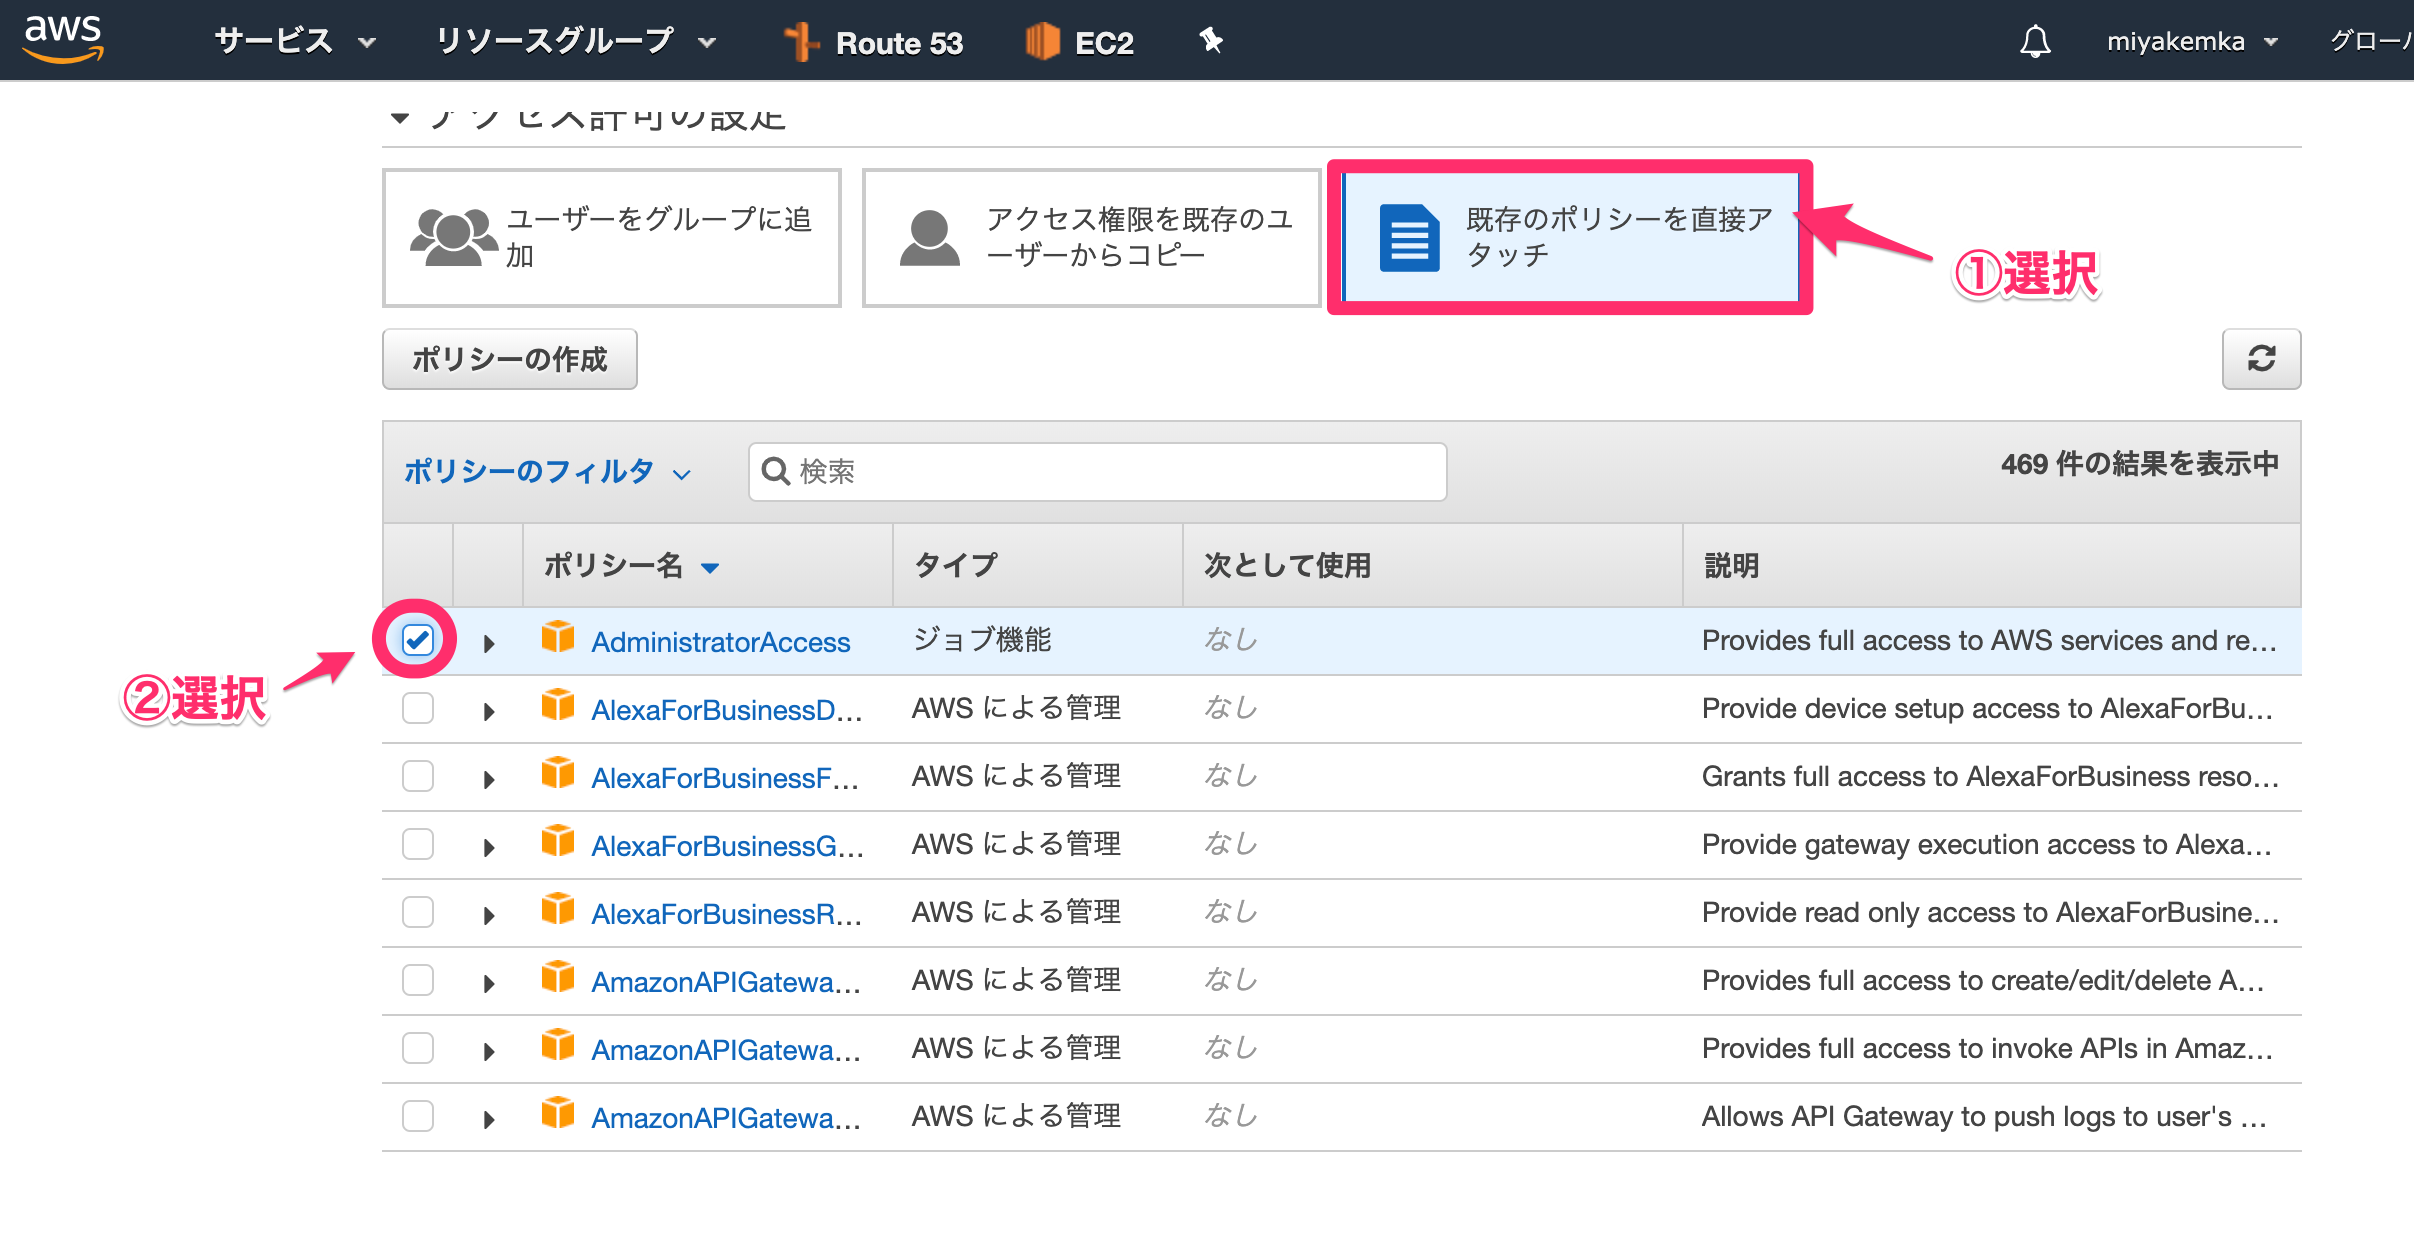 aws サービス リソースグループ Route 53 EC2 miyakemka グロー
アクセス許可の設定
ユーザーをグループに追
加
アクセス権限を既存のユ
ーザーからコピー
既存のポリシーを直接ア
タッチ
①選択
ポリシーの作成
ポリシーのフィルタ 検索 469 件の結果を表示中
ポリシー名 タイプ 次として使用 説明
AdministratorAccess ジョブ機能 なし Provides full access to AWS services and re...
②選択
AlexaForBusinessD... AWS による管理 なし Provide device setup access to AlexaForBu...
AlexaForBusinessF... AWS による管理 なし Grants full access to AlexaForBusiness reso...
AlexaForBusinessG... AWS による管理 なし Provide gateway execution access to Alexa...
AlexaForBusinessR... AWS による管理 なし Provide read only access to AlexaForBusine...
AmazonAPIGatewa... AWS による管理 なし Provides full access to create/edit/delete A...
AmazonAPIGatewa... AWS による管理 なし Provides full access to invoke APIs in Amaz...
AmazonAPIGatewa... AWS による管理 なし Allows API Gateway to push logs to user's ...